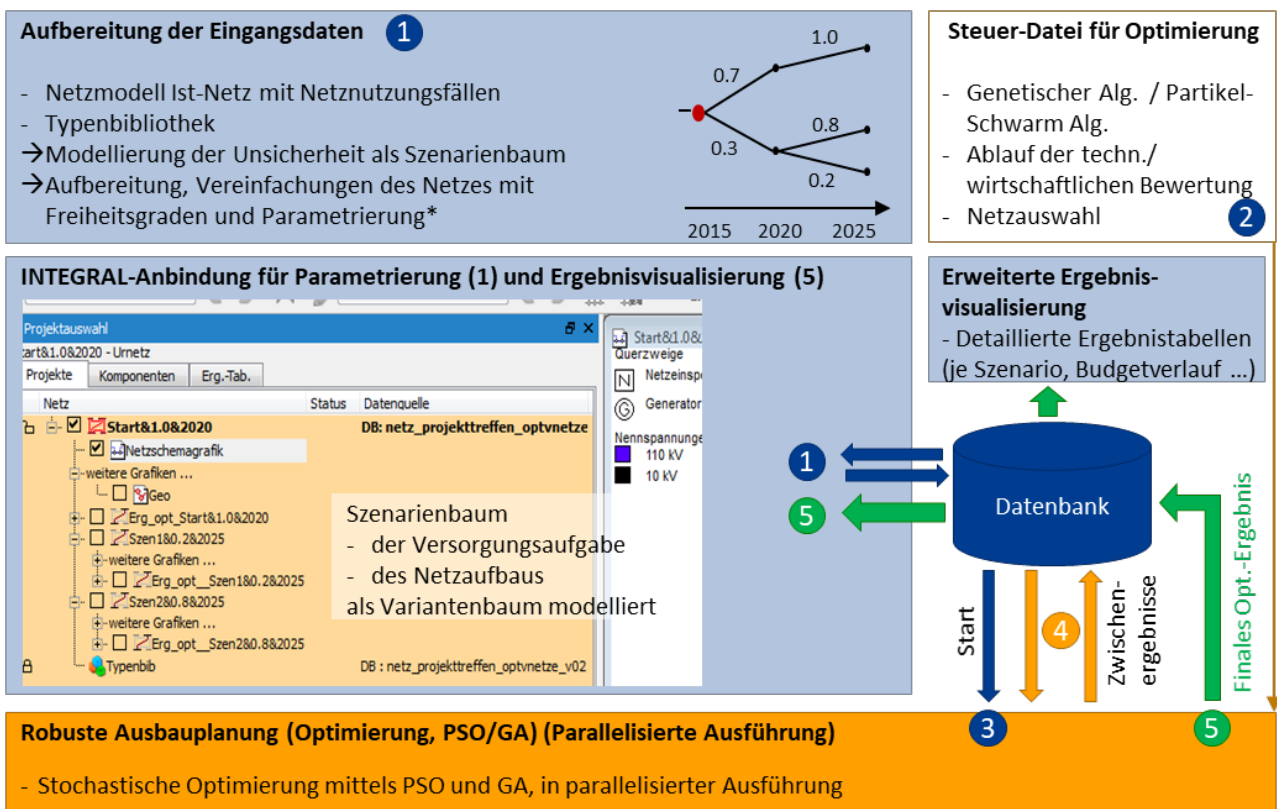 Aufbereitung der Eingangsdaten 1
- Netzmodell Ist-Netz mit Netznutzungsfällen
- Typenbibliothek
→Modellierung der Unsicherheit als Szenarienbaum
→Aufbereitung, Vereinfachungen des Netzes mit
Freiheitsgraden und Parametrierung*
1.0
0.7
0.8
0.3
0.2
2015 2020 2025
Steuer-Datei für Optimierung
- Genetischer Alg. / Partikel-
Schwarm Alg.
- Ablauf der techn./
wirtschaftlichen Bewertung
- Netzauswahl
2
INTEGRAL-Anbindung für Parametrierung (1) und Ergebnisvisualisierung (5)
Projektauswahl
tart&1.0&2020 - Urnetz
Projekte Komponenten Erg.-Tab.
Netz Status Datenquelle
Start&1.0&2020 DB: netz_projekttreffen_optvnetze
Netzschemagrafik
weitere Grafiken ...
Geo
Erg_opt_Start&1.0&2020
Szen1&0.2&2025
weitere Grafiken ...
Erg_opt__Szen1&0.2&2025
Szen2&0.8&2025
weitere Grafiken ...
Erg_opt__Szen2&0.8&2025
Typenbib DB : netz_projekttreffen_optvnetze_v02
Szenarienbaum
- der Versorgungsaufgabe
- des Netzaufbaus
als Variantenbaum modelliert
Start&1.0&
Querzweige
N Netzeinsp
G Generator
Nennspannunge
110 kV
10 kV
Erweiterte Ergebnis-
visualisierung
- Detaillierte Ergebnistabellen
(je Szenario, Budgetverlauf ...)
1
5
Datenbank
Start
4
Zwischen-
ergebnisse
Finales Opt.-Ergebnis
3
5
Robuste Ausbauplanung (Optimierung, PSO/GA) (Parallelisierte Ausführung)
- Stochastische Optimierung mittels PSO und GA, in parallelisierter Ausführung